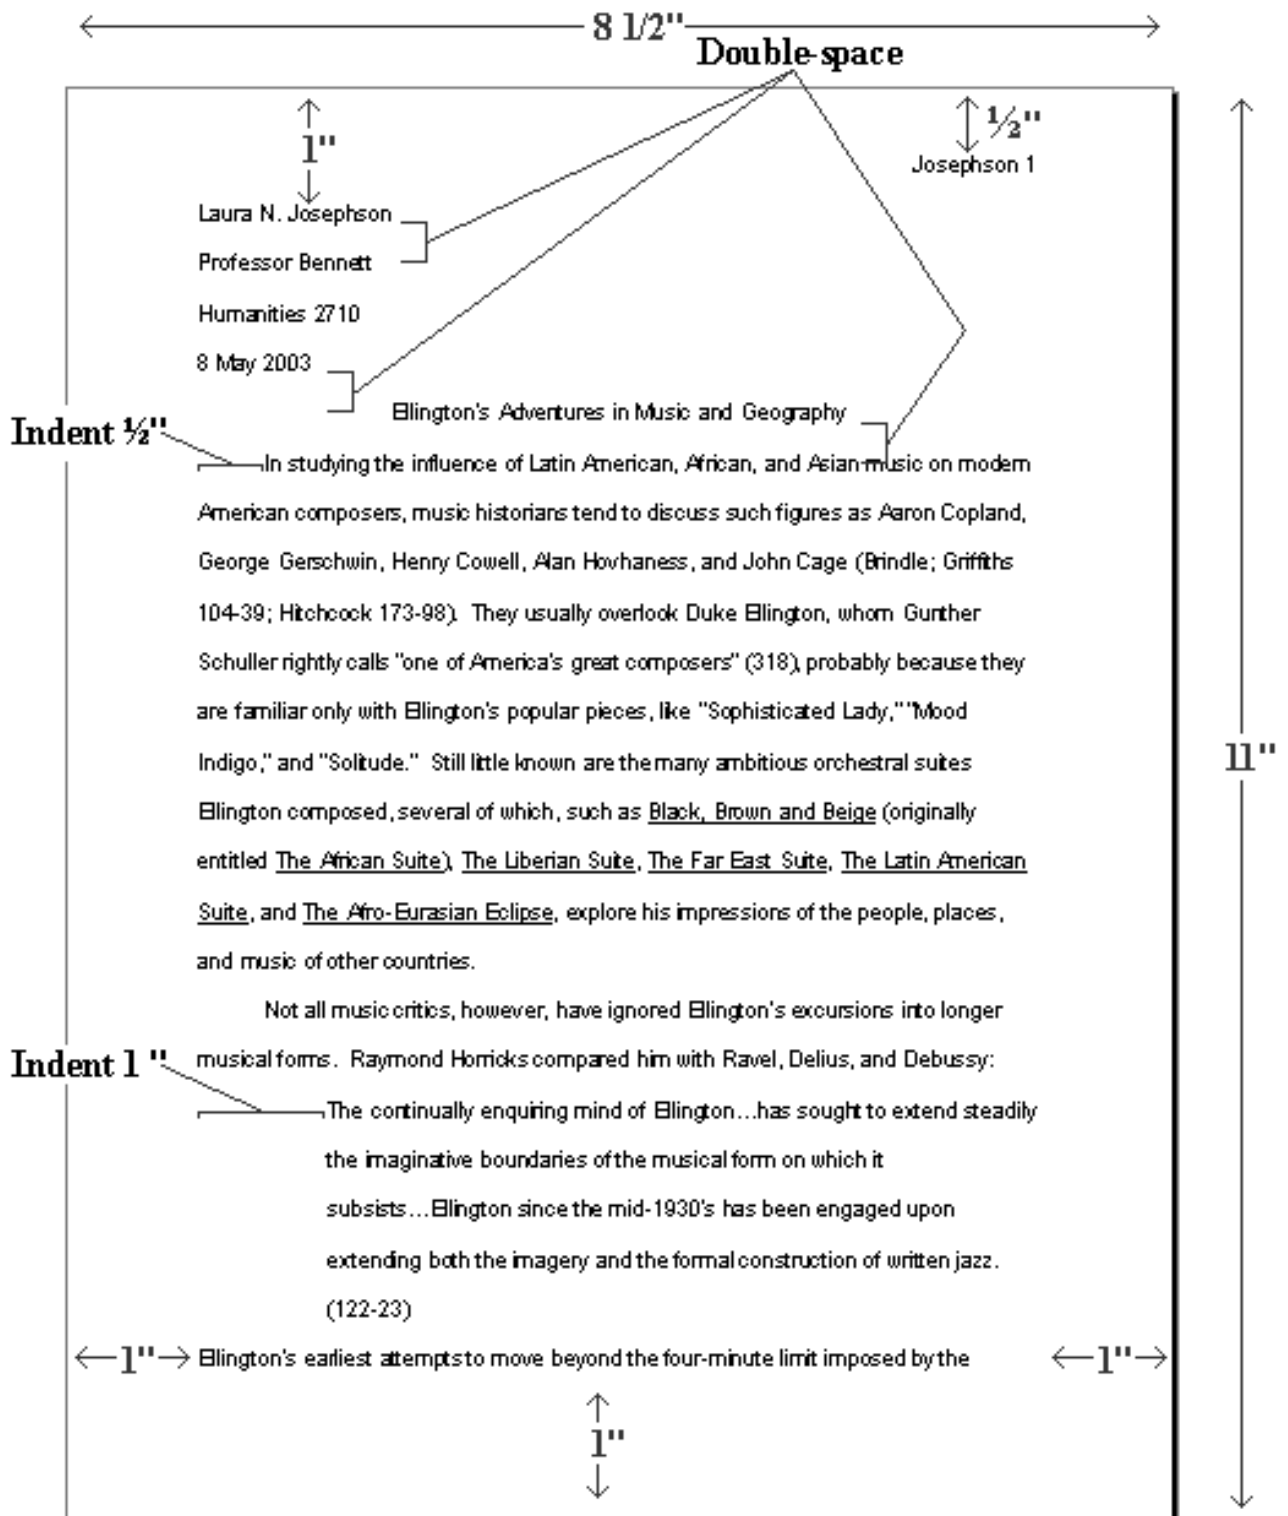 8 1/2"
Double-space
1"
½"
Josephson 1
Laura N. Josephson
Professor Bennett
Humanities 2710
8 May 2003
Ellington's Adventures in Music and Geography
Indent ½"
In studying the influence of Latin American, African, and Asian music on modern
American composers, music historians tend to discuss such figures as Aaron Copland,
George Gerschwin, Henry Cowell, Alan Hovhaness, and John Cage (Brindle; Griffiths
104-39; Hitchcock 173-98). They usually overlook Duke Ellington, whom Gunther
Schuller rightly calls "one of America's great composers" (318), probably because they
are familiar only with Ellington's popular pieces, like "Sophisticated Lady," "Mood
Indigo," and "Solitude." Still little known are the many ambitious orchestral suites
11"
Ellington composed, several of which, such as Black, Brown and Beige (originally
entitled The African Suite), The Liberian Suite, The Far East Suite, The Latin American
Suite, and The Afro-Eurasian Eclipse, explore his impressions of the people, places,
and music of other countries.
Not all music critics, however, have ignored Ellington's excursions into longer
musical forms. Raymond Horricks compared him with Ravel, Delius, and Debussy:
Indent 1 "
The continually enquiring mind of Ellington...has sought to extend steadily
the imaginative boundaries of the musical form on which it
subsists...Ellington since the mid-1930's has been engaged upon
extending both the imagery and the formal construction of written jazz.
(122-23)
1" Ellington's earliest attempts to move beyond the four-minute limit imposed by the 1"
1"